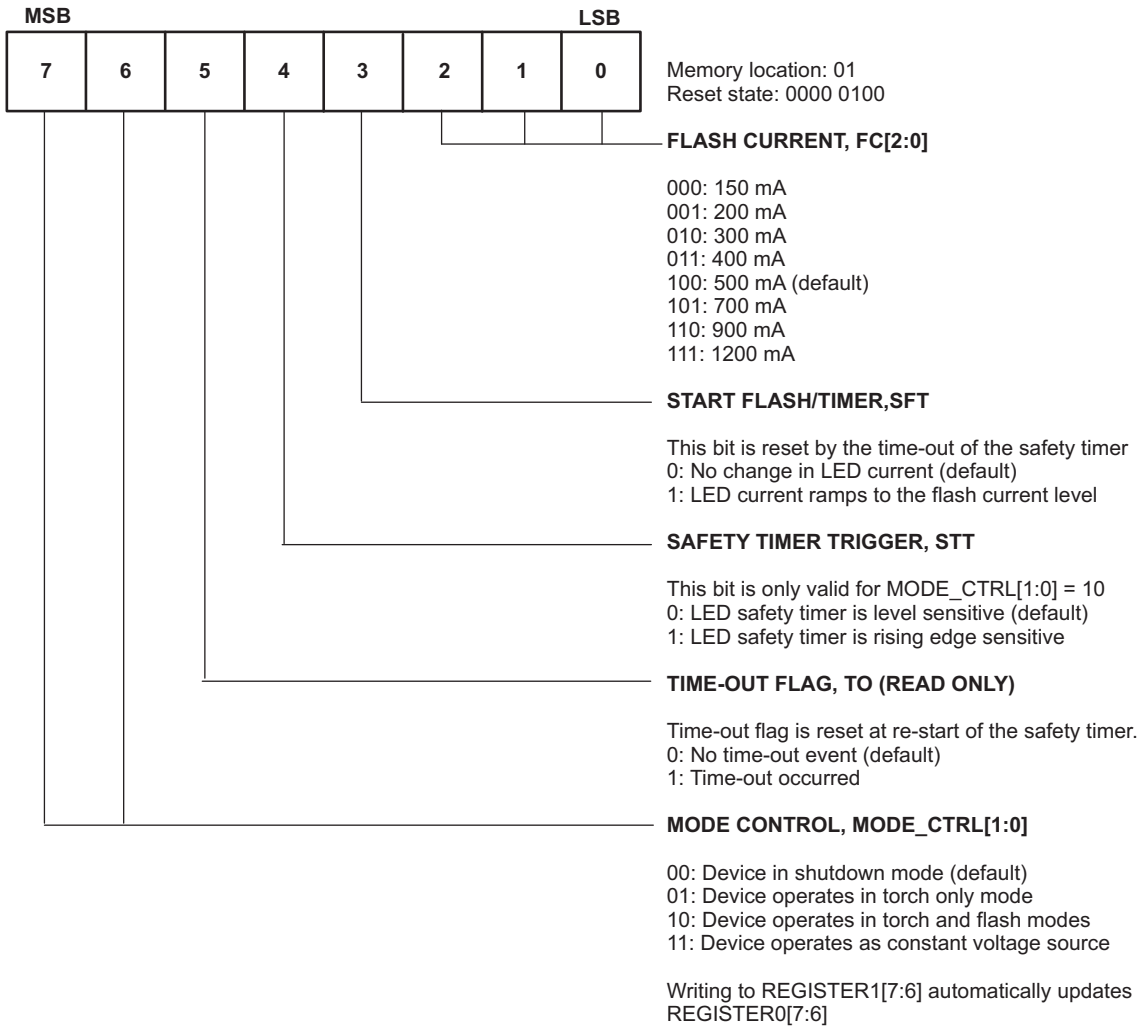 MSB LSB
7 6 5 4 3 2 1 0
Memory location: 01
Reset state: 0000 0100
FLASH CURRENT, FC[2:0]
000: 150 mA
001: 200 mA
010: 300 mA
011: 400 mA
100: 500 mA (default)
101: 700 mA
110: 900 mA
111: 1200 mA
START FLASH/TIMER,SFT
This bit is reset by the time-out of the safety timer
0: No change in LED current (default)
1: LED current ramps to the flash current level
SAFETY TIMER TRIGGER, STT
This bit is only valid for MODE_CTRL[1:0] = 10
0: LED safety timer is level sensitive (default)
1: LED safety timer is rising edge sensitive
TIME-OUT FLAG, TO (READ ONLY)
Time-out flag is reset at re-start of the safety timer.
0: No time-out event (default)
1: Time-out occurred
MODE CONTROL, MODE_CTRL[1:0]
00: Device in shutdown mode (default)
01: Device operates in torch only mode
10: Device operates in torch and flash modes
11: Device operates as constant voltage source
Writing to REGISTER1[7:6] automatically updates
REGISTER0[7:6]